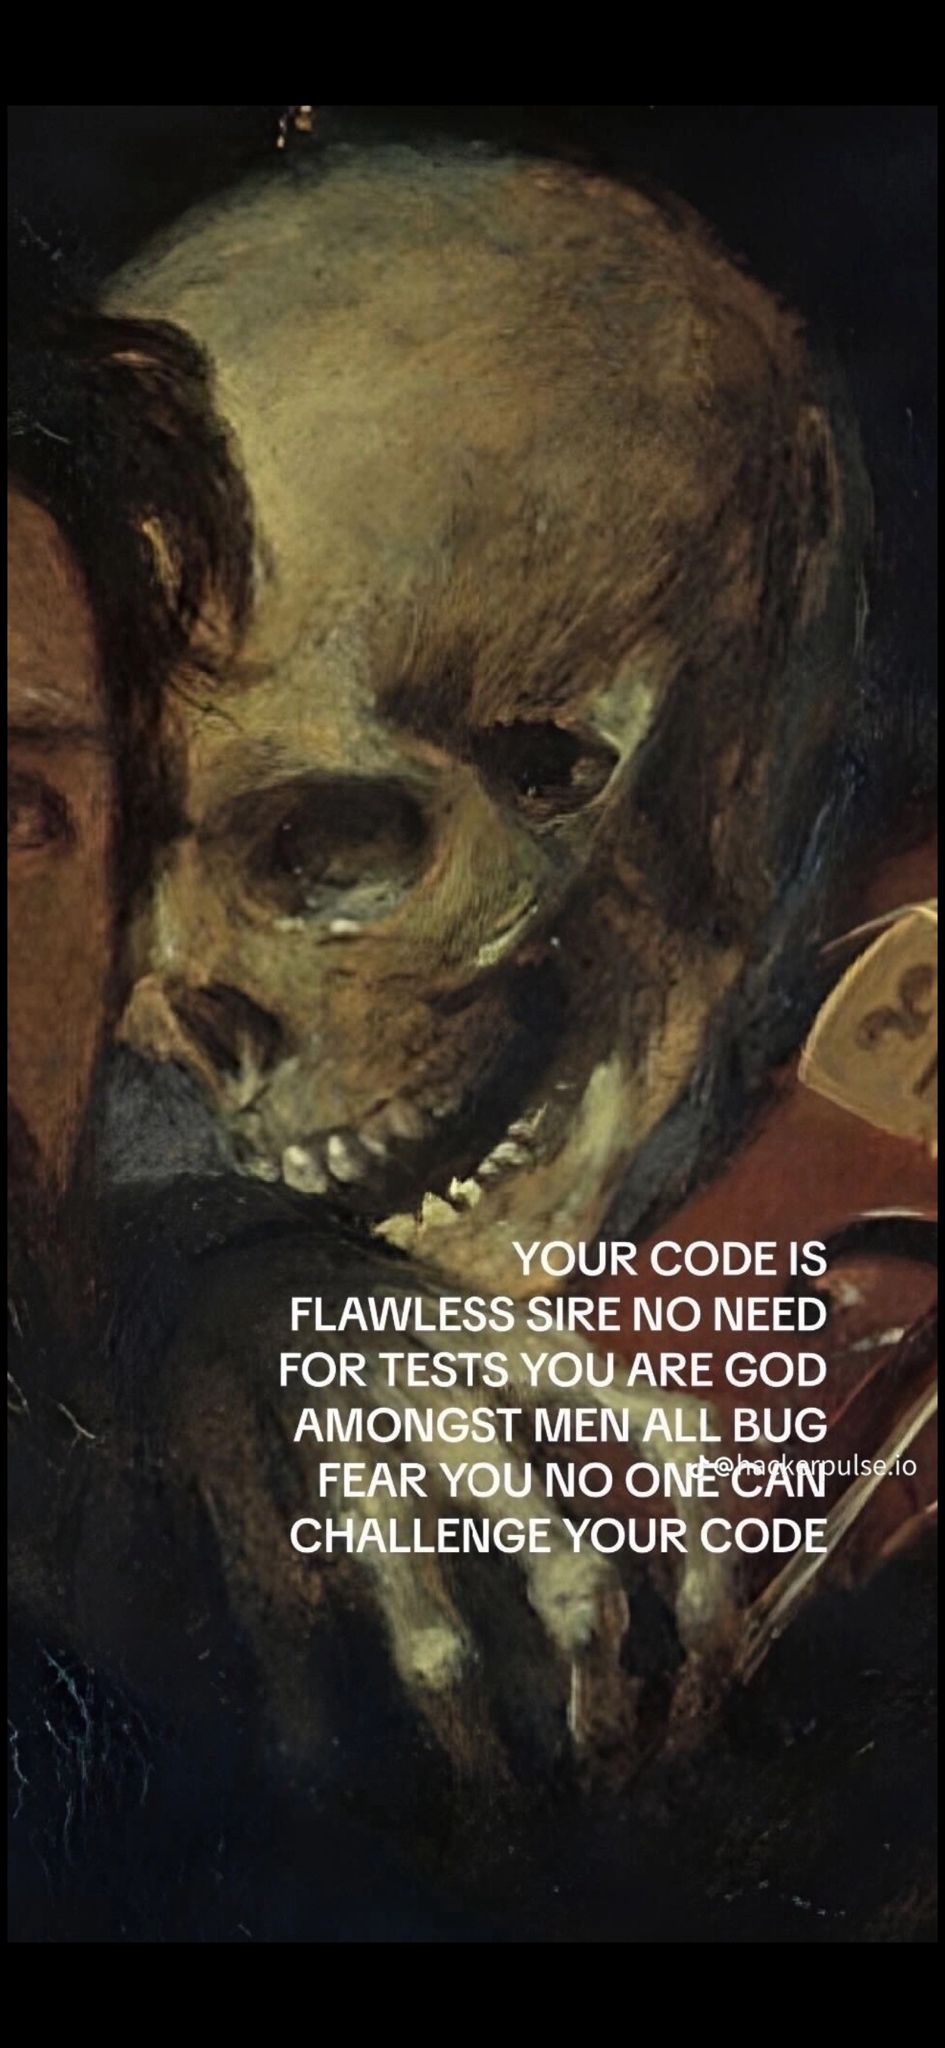 YOUR CODE IS
FLAWLESS SIRE NO NEED
FOR TESTS YOU ARE GOD
AMONGST MEN ALL BUG
FEAR YOU NO ONE CAN
@hackerpulse.io
CHALLENGE YOUR CODE